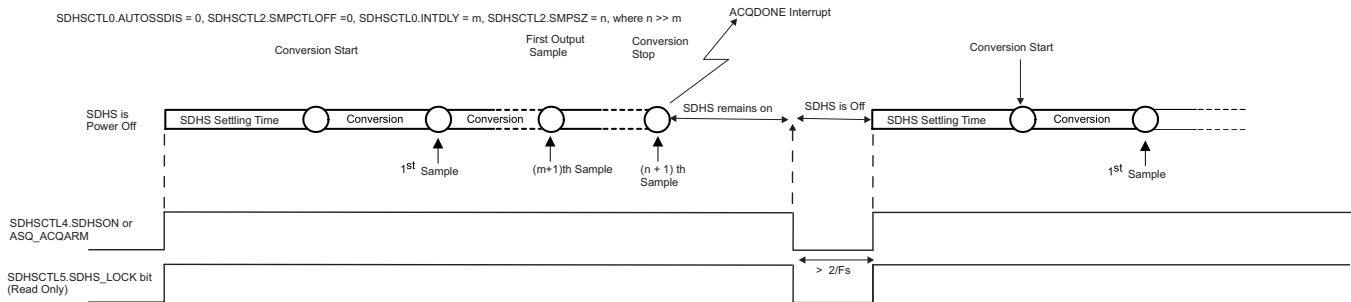 SDHSCTL0.AUTOSSDIS = 0, SDHSCTL2.SMPCTLOFF =0, SDHSCTL0.INTDLY = m, SDHSCTL2.SMPSZ = n, where n >> m
ACQDONE Interrupt
Conversion Start
First Output
Sample
Conversion
Stop
Conversion Start
SDHS is
Power Off
SDHS Settling Time
Conversion
Conversion
SDHS remains on
SDHS is Off
SDHS Settling Time
Conversion
1st Sample
(m+1)th Sample
(n + 1) th
Sample
1st Sample
SDHSCTL4.SDHSON or
ASQ_ACQARM
SDHSCTL5.SDHS_LOCK bit
(Read Only)
> 2/Fs